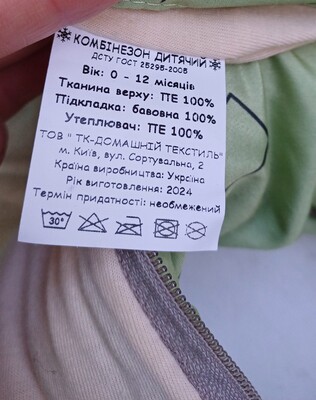 КОМБІНЕЗОН ДИТЯЧИЙ
ДСТУ ГОСТ 25295-2005
Вік: 0 - 12 місяців
Тканина верху: ПЕ 100%
Підкладка: бавовна 100%
Утеплювач: ПЕ 100%
ТОВ " ТК-ДОМАШНІЙ ТЕКСТИЛЬ"
м. Київ, вул. Сортувальна, 2
Країна виробництва: Україна
Рік виготовлення: 2024
Термін придатності: необмежений
30°